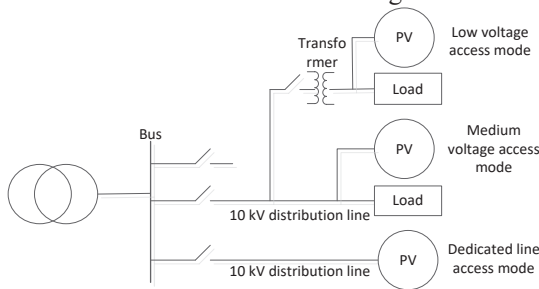 Transfo
rmer
PV
Low voltage
access mode
Load
Bus
PV
Medium
voltage access
mode
Load
10 kV distribution line
PV
Dedicated line
access mode
10 kV distribution line